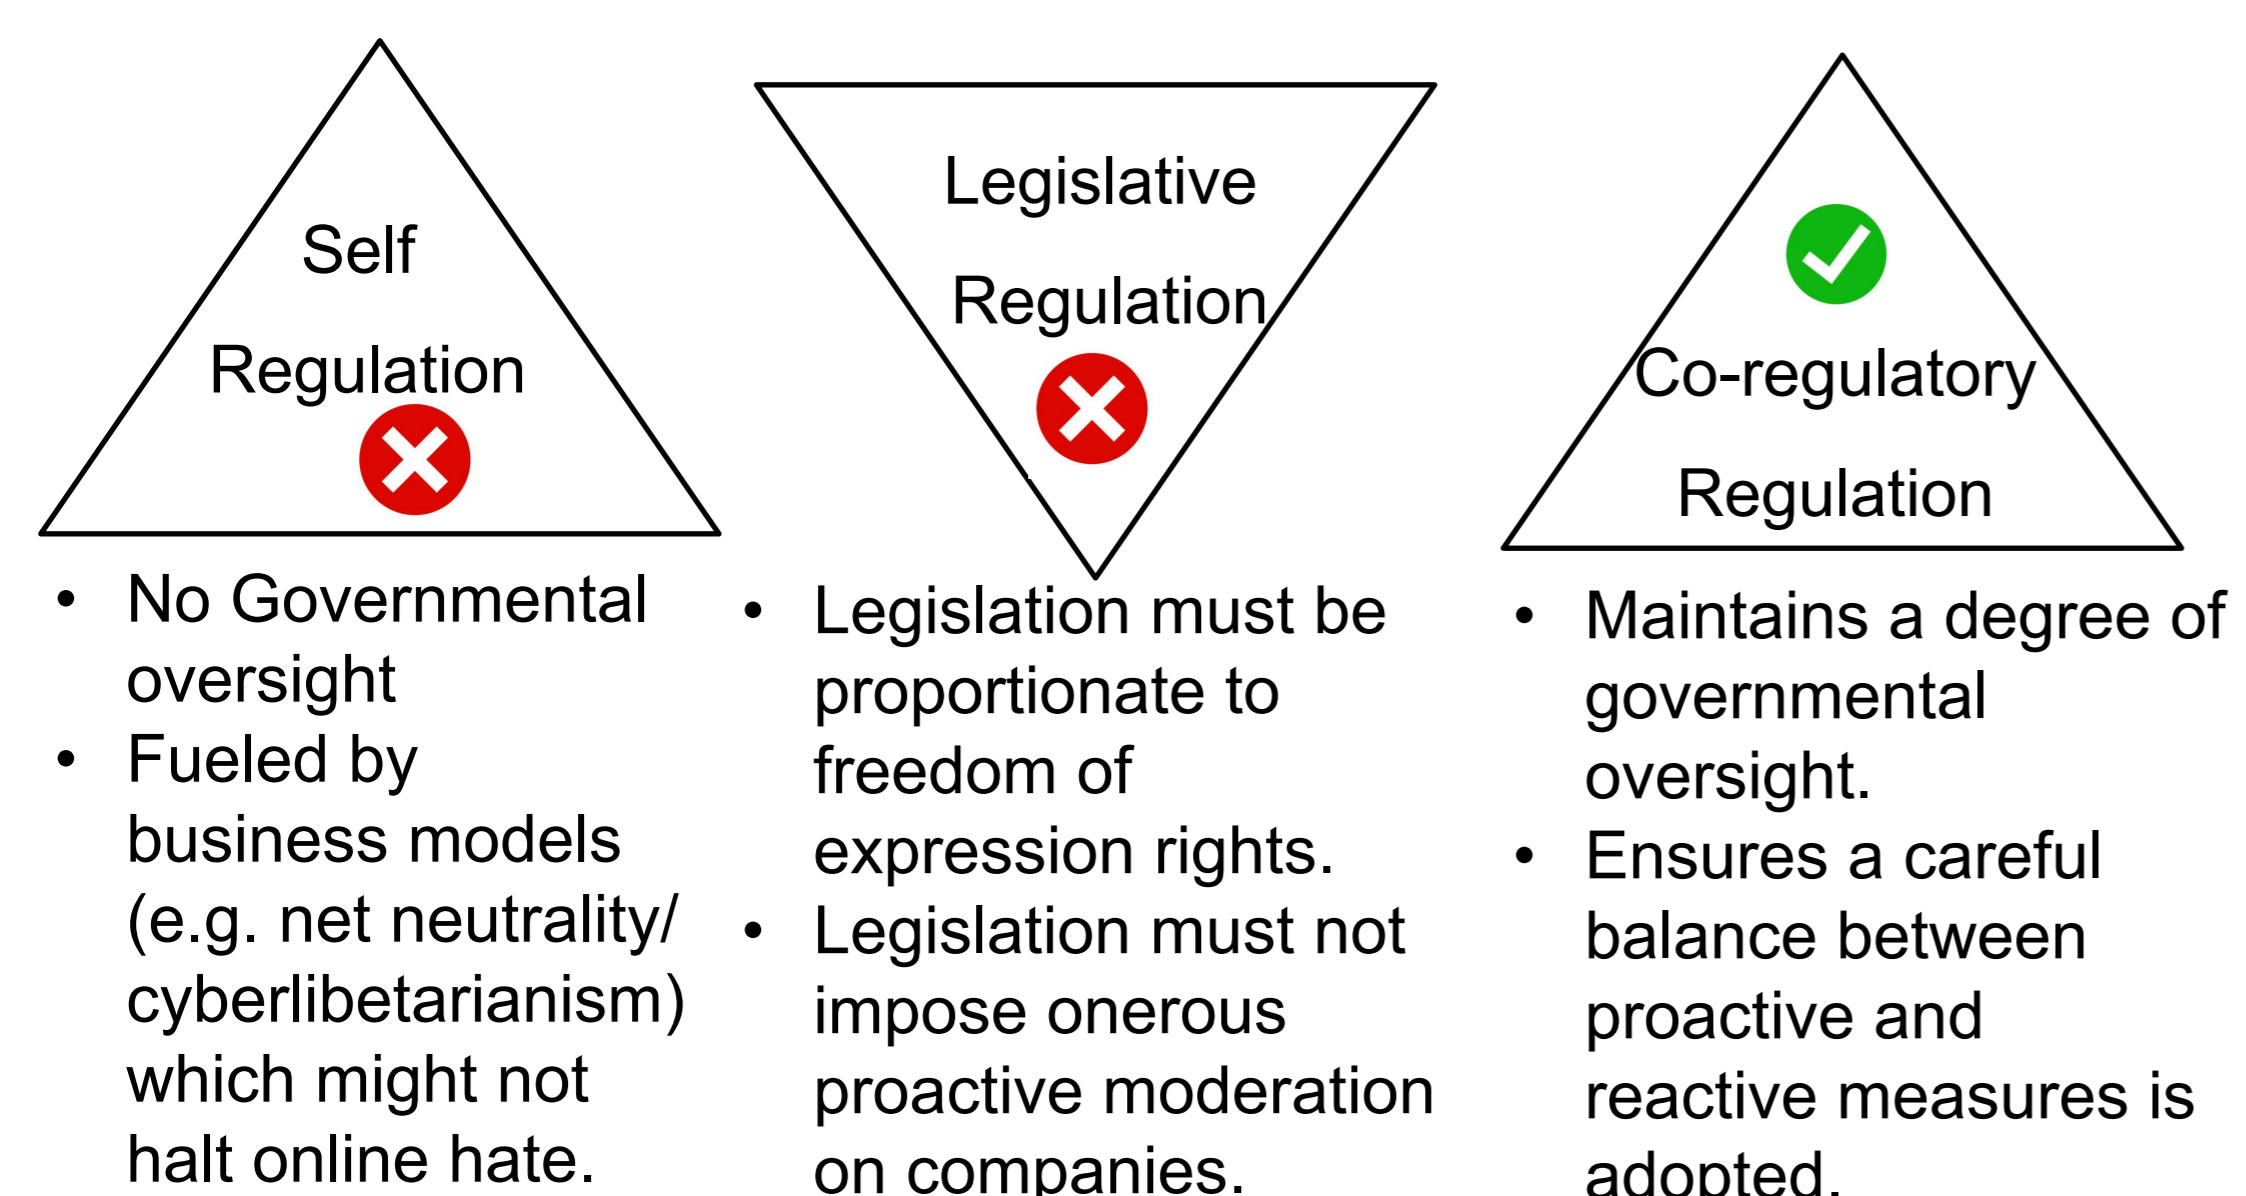 Self
Regulation
Legislative
Regulation
Co-regulatory
Regulation
• No Governmental
oversight
• Fueled by
business models
(e.g. net neutrality/
cyberlibetarianism)
which might not
halt online hate.
• Legislation must be
proportionate to
freedom of
expression rights.
• Legislation must not
impose onerous
proactive moderation
on companies.
• Maintains a degree of
governmental
oversight.
• Ensures a careful
balance between
proactive and
reactive measures is
adopted.